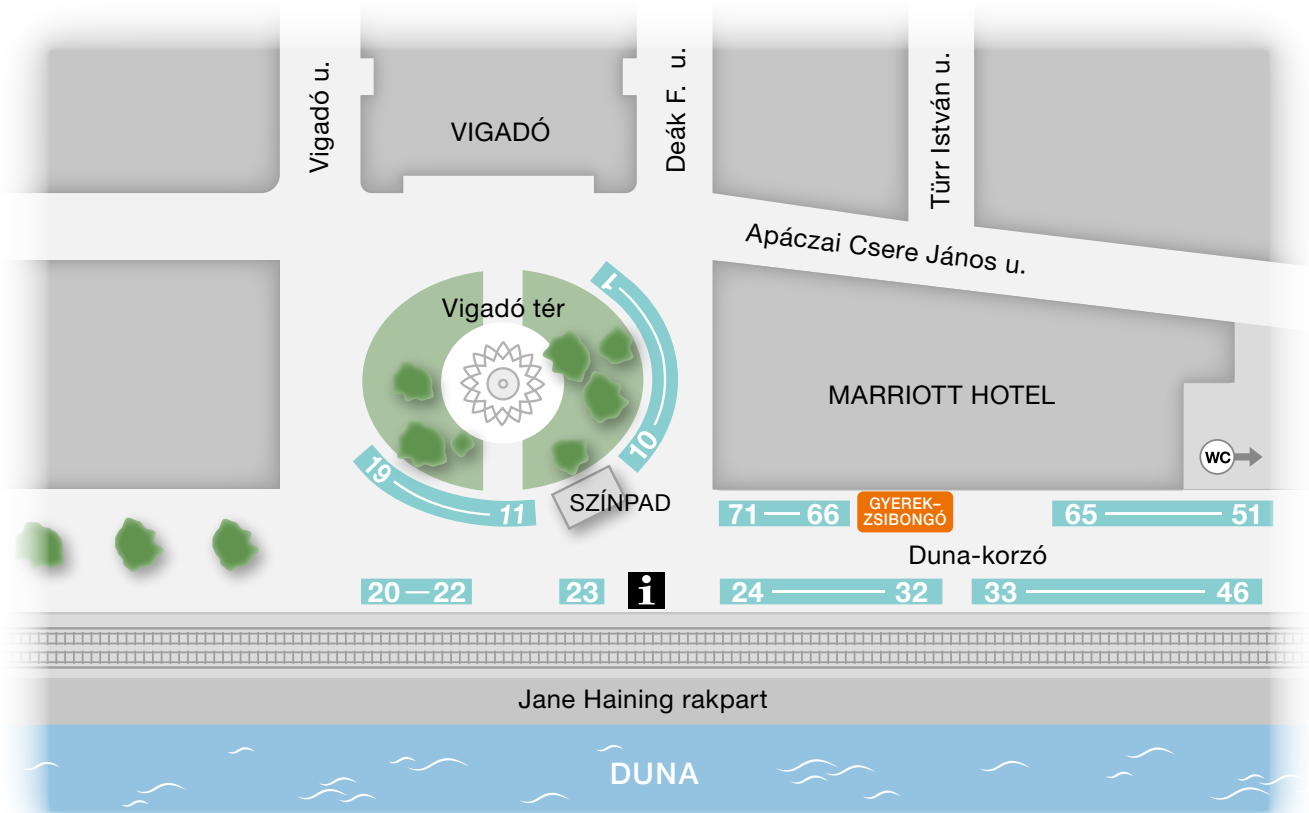 Vigadó u.
VIGADÓ
Deák F. u.
Türr István u.
Apáczai Csere János u.
Vigadó tér
1
10
MARRIOTT HOTEL
WC
19
11
SZÍNPAD
71 66
GYEREK–
ZSIBONGÓ
65 51
Duna-korzó
20 22
23
i
24 32
33 46
Jane Haining rakpart
DUNA